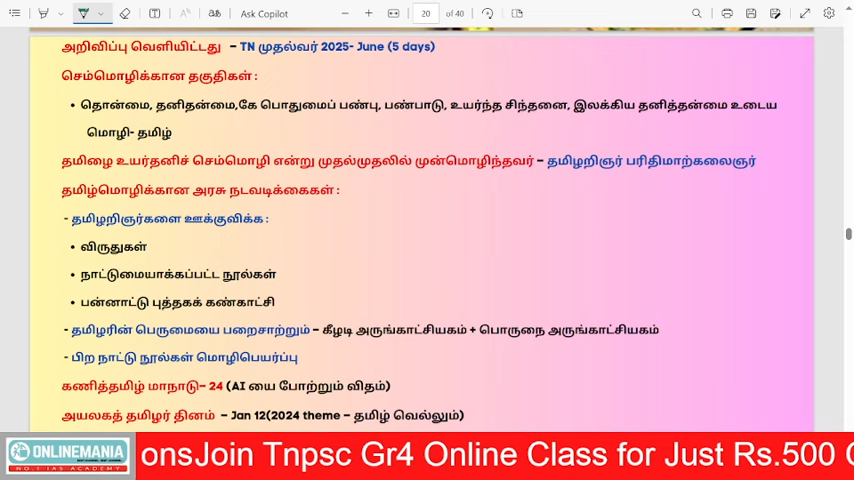 Ask Copilot
20 of 40
அறிவிப்பு வெளியிட்டது – TN முதல்வர் 2025- June (5 days)
செம்மொழிக்கான தகுதிகள் :
• தொன்மை, தனிதன்மை,கே பொதுமைப் பண்பு, பண்பாடு, உயர்ந்த சிந்தனை, இலக்கிய தனித்தன்மை உடைய
மொழி- தமிழ்
தமிழை உயர்தனிச் செம்மொழி என்று முதல்முதலில் முன்மொழிந்தவர் – தமிழறிஞர் பரிதிமாற்கலைஞர்
தமிழ்மொழிக்கான அரசு நடவடிக்கைகள் :
- தமிழறிஞர்களை ஊக்குவிக்க :
• விருதுகள்
• நாட்டுமையாக்கப்பட்ட நூல்கள்
• பன்னாட்டு புத்தகக் கண்காட்சி
- தமிழரின் பெருமையை பறைசாற்றும் – கீழடி அருங்காட்சியகம் + பொருநை அருங்காட்சியகம்
- பிற நாட்டு நூல்கள் மொழிபெயர்ப்பு
கணித்தமிழ் மாநாடு– 24 (AI யை போற்றும் விதம்)
அயலகத் தமிழர் தினம் – Jan 12(2024 theme – தமிழ் வெல்லும்)
ONLINEMANIA
NO.1 IAS ACADEMY
onsJoin Tnpsc Gr4 Online Class for Just Rs.500